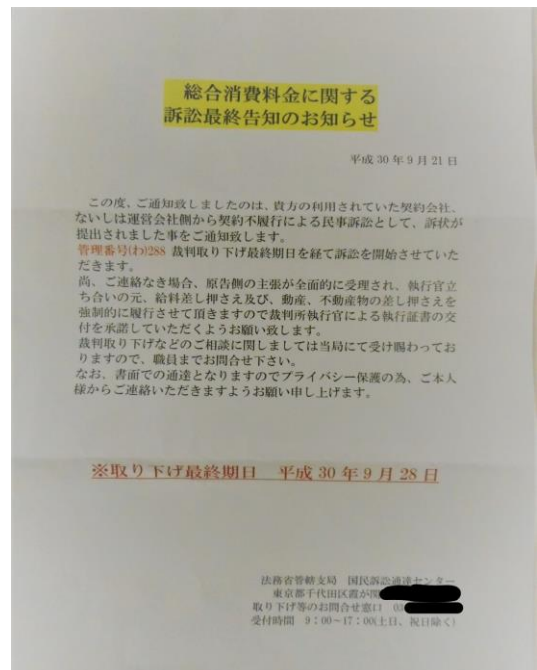 総合消費料金に関する
訴訟最終告知のお知らせ
平成 30 年 9 月 21 日
この度、ご通知致しましたのは、貴方の利用されていた契約会社、
ないしは運営会社側から契約不履行による民事訴訟として、訴状が
提出されました事をご通知致します。
管理番号(わ)288 裁判取り下げ最終期日を経て訴訟を開始させていた
だきます。
尚、ご連絡なき場合、原告側の主張が全面的に受理され、執行官立
ち合いの元、給料差し押さえ及び、動産、不動産物の差し押さえを
強制的に履行させて頂きますので裁判所執行官による執行証書の交
付を承諾していただくようお願い致します。
裁判取り下げなどのご相談に関しましては当局にて受け賜わってお
りますので、職員までお問合せ下さい。
なお、書面での通達となりますのでプライバシー保護の為、ご本人
様からご連絡いただきますようお願い申し上げます。
※取り下げ最終期日 平成 30 年 9 月 28 日
法務省管轄支局 国民訴訟通達センター
東京都千代田区霞が関
取り下げ等のお問合せ窓口 03
受付時間 9:00~17:00(土日、祝日除く)